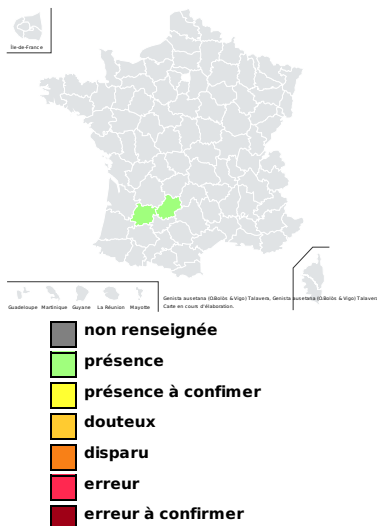 Île-de-France
Guadeloupe Martinique Guyane La Réunion Mayotte
Genista ausetana (O.Bolòs & Vigo) Talavera, Genista ausetana (O.Bolòs & Vigo) Talavera
Carte en cours d'élaboration.
non renseignée
présence
présence à confimer
douteux
disparu
erreur
erreur à confirmer